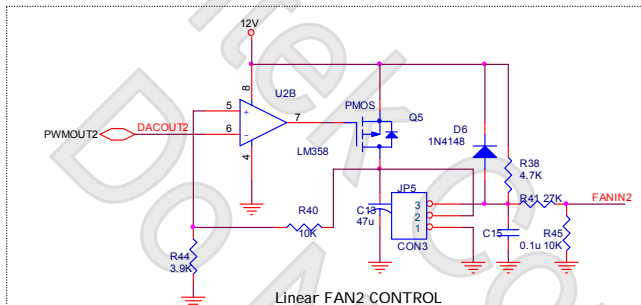 12V
8
U2B
5
+
PMOS
Q5
7
PWMOUT2
DACOUT2
6
-
D6
1N4148
LM358
4
R38
4.7K
JP5
R41 27K
FANIN2
3
R40
C13
2
10K
47u
1
C15
R45
R44
CON3
0.1u
10K
3.9K
Linear FAN2 CONTROL